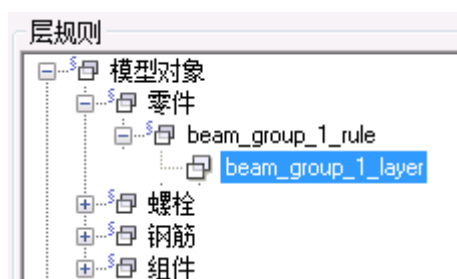 层规则
模型对象
零件
beam_group_1_rule
beam_group_1_layer
螺栓
钢筋
组件